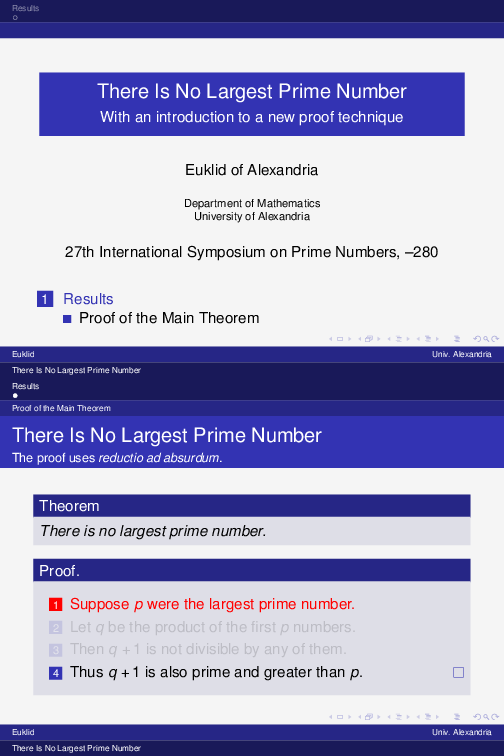 Results
There Is No Largest Prime Number
With an introduction to a new proof technique
Euklid of Alexandria
Department of Mathematics
University of Alexandria
27th International Symposium on Prime Numbers, –280
1 Results
Proof of the Main Theorem
Euklid Univ. Alexandria
There Is No Largest Prime Number
Results
Proof of the Main Theorem
There Is No Largest Prime Number
The proof uses reductio ad absurdum.
Theorem
There is no largest prime number.
Proof.
1 Suppose p were the largest prime number.
2 Let q be the product of the first p numbers.
3 Then q + 1 is not divisible by any of them.
4 Thus q + 1 is also prime and greater than p.
Euklid Univ. Alexandria
There Is No Largest Prime Number